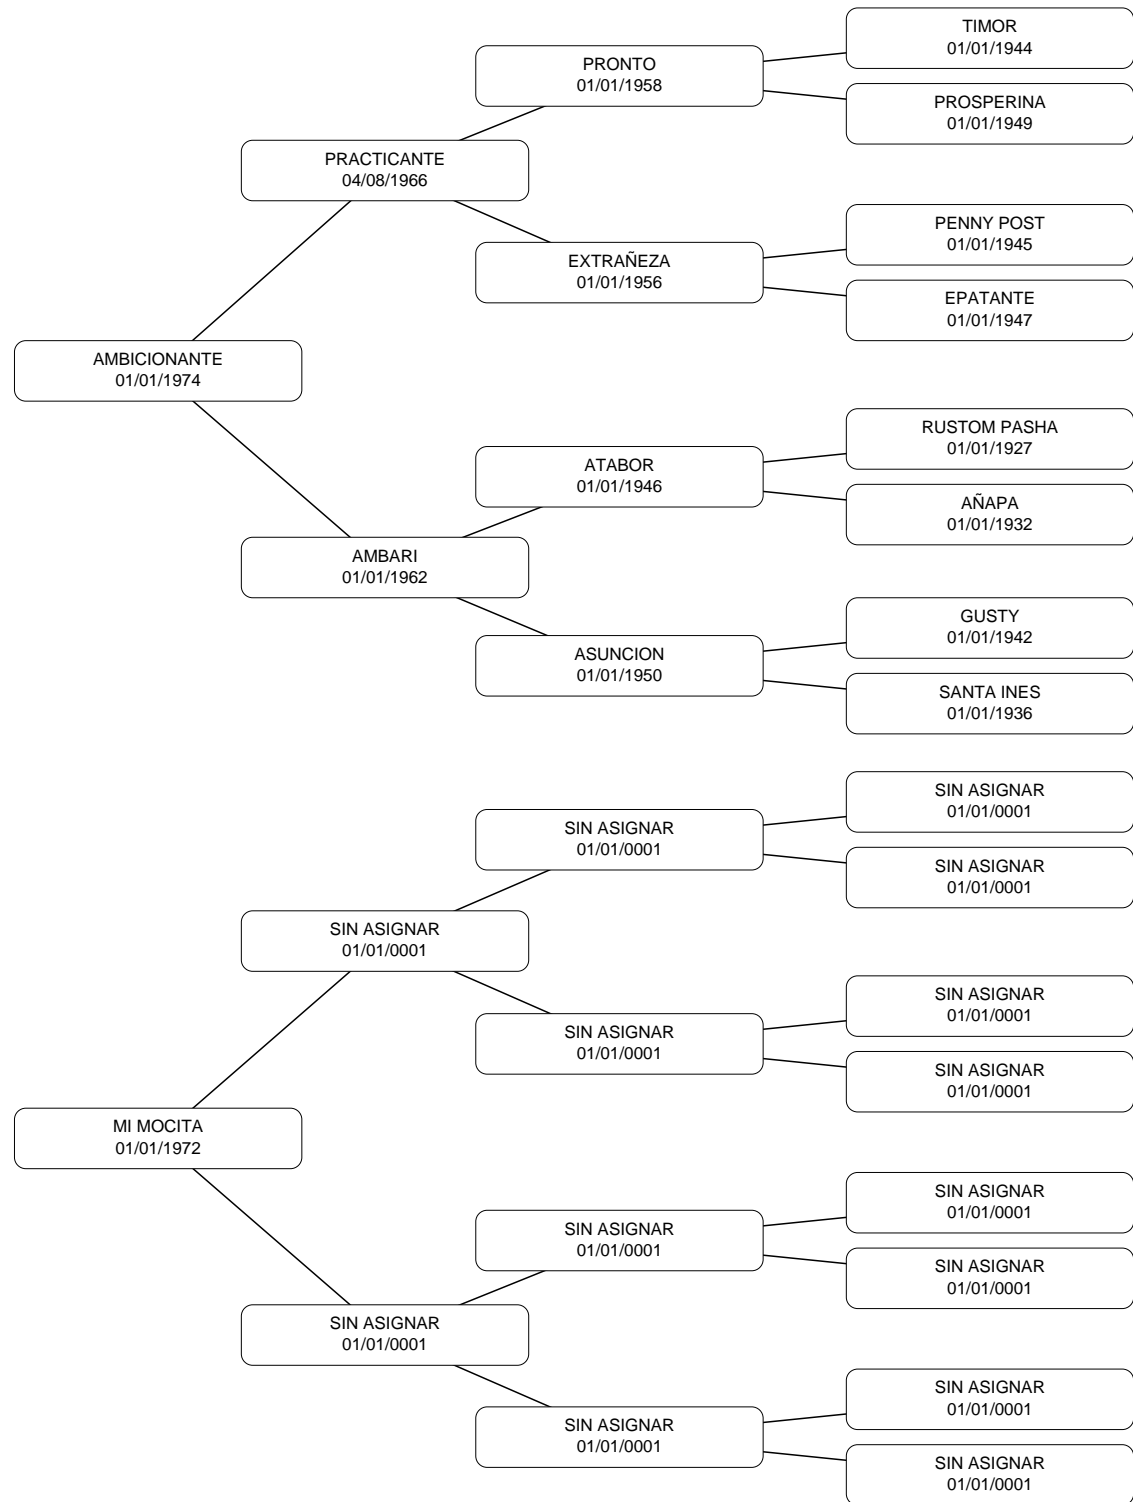 TIMOR
01/01/1944
PRONTO
01/01/1958
PROSPERINA
01/01/1949
PRACTICANTE
04/08/1966
PENNY POST
01/01/1945
EXTRAÑEZA
01/01/1956
EPATANTE
01/01/1947
AMBICIONANTE
01/01/1974
RUSTOM PASHA
01/01/1927
ATABOR
01/01/1946
AÑAPA
01/01/1932
AMBARI
01/01/1962
GUSTY
01/01/1942
ASUNCION
01/01/1950
SANTA INES
01/01/1936
SIN ASIGNAR
01/01/0001
SIN ASIGNAR
01/01/0001
SIN ASIGNAR
01/01/0001
SIN ASIGNAR
01/01/0001
SIN ASIGNAR
01/01/0001
SIN ASIGNAR
01/01/0001
SIN ASIGNAR
01/01/0001
MI MOCITA
01/01/1972
SIN ASIGNAR
01/01/0001
SIN ASIGNAR
01/01/0001
SIN ASIGNAR
01/01/0001
SIN ASIGNAR
01/01/0001
SIN ASIGNAR
01/01/0001
SIN ASIGNAR
01/01/0001
SIN ASIGNAR
01/01/0001